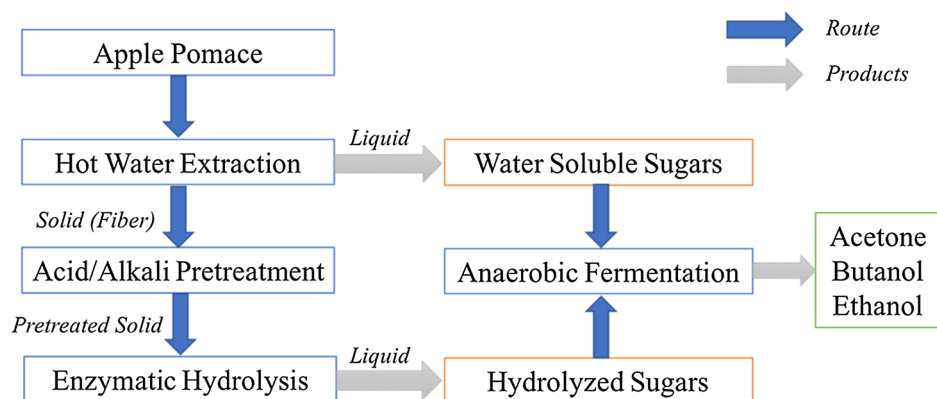 Route
Products
Apple Pomace
Liquid
Hot Water Extraction
Water Soluble Sugars
Solid (Fiber)
Acid/Alkali Pretreatment
Anaerobic Fermentation
Acetone
Butanol
Ethanol
Pretreated Solid
Liquid
Enzymatic Hydrolysis
Hydrolyzed Sugars